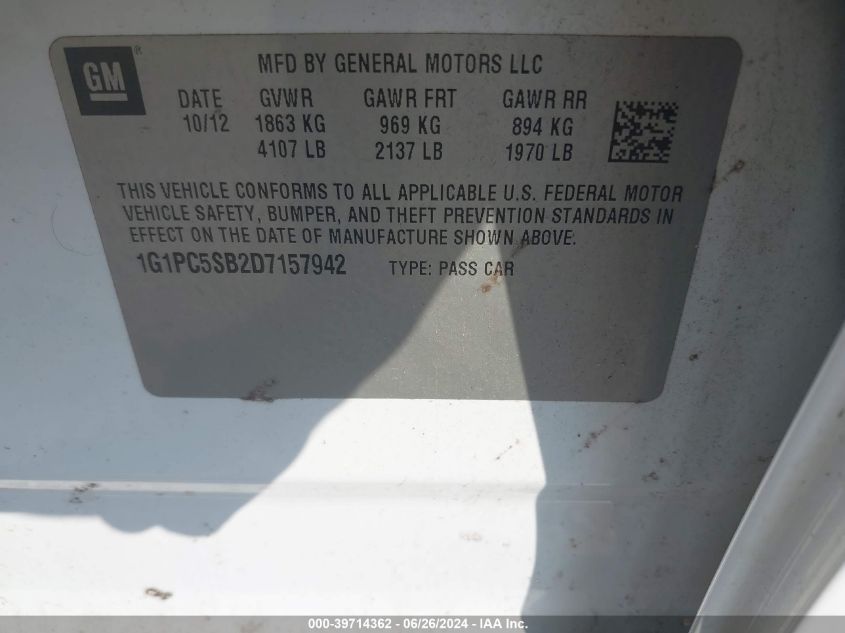 GM®
MFD BY GENERAL MOTORS LLC
DATE GVWR GAWR FRT GAWR RR
10/12 1863 KG 969 KG 894 KG
4107 LB 2137 LB 1970 LB
THIS VEHICLE CONFORMS TO ALL APPLICABLE U.S. FEDERAL MOTOR
VEHICLE SAFETY, BUMPER, AND THEFT PREVENTION STANDARDS IN
EFFECT ON THE DATE OF MANUFACTURE SHOWN ABOVE.
1G1PC5SB2D7157942 TYPE: PASS CAR
000-39714362 - 06/26/2024 - IAA Inc.